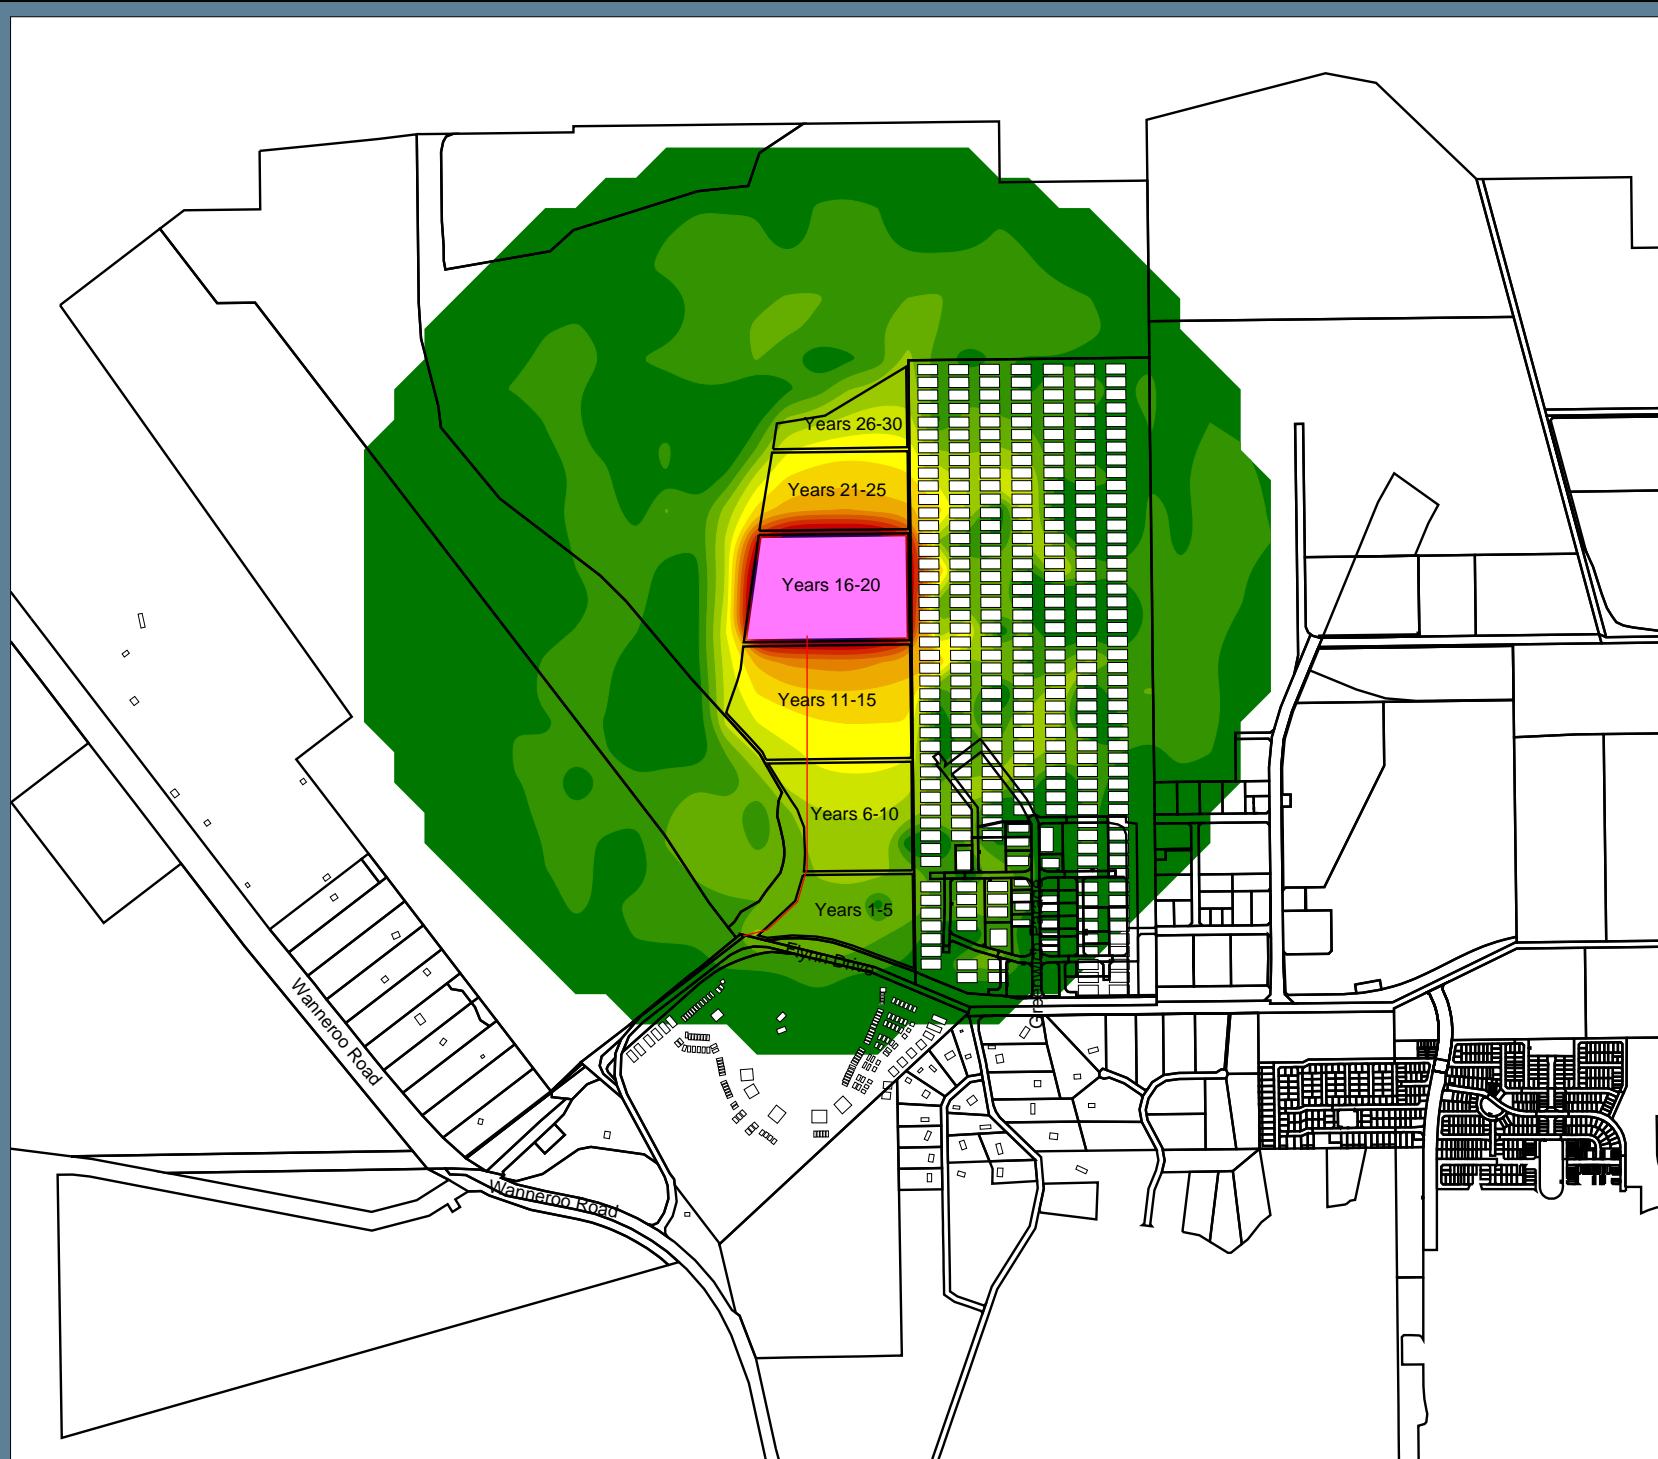 Years 26-30
Years 21-25
Years 16-20
Years 11-15
Years 6-10
Years 1-5
Flynn Drive
Wanneroo Road
Wanneroo Road